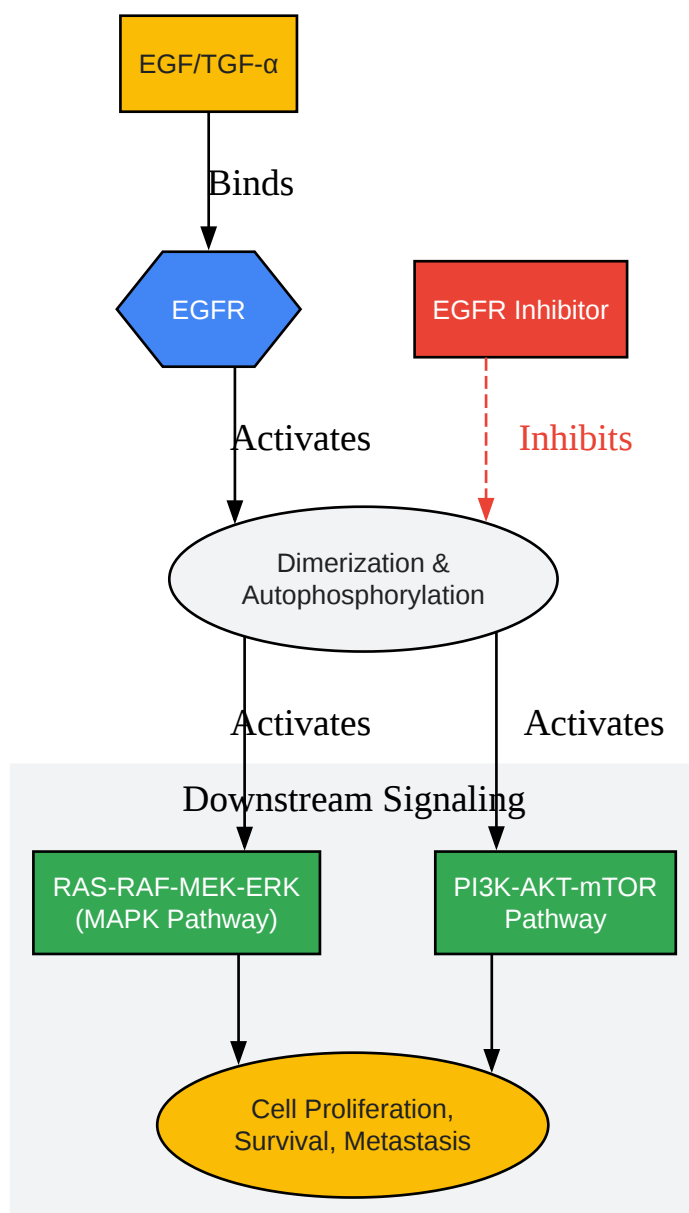 EGF/TGF-α
Binds
EGFR
EGFR Inhibitor
Activates
Inhibits
Dimerization &
Autophosphorylation
Activates
Activates
Downstream Signaling
RAS-RAF-MEK-ERK
(MAPK Pathway)
PI3K-AKT-mTOR
Pathway
Cell Proliferation,
Survival, Metastasis